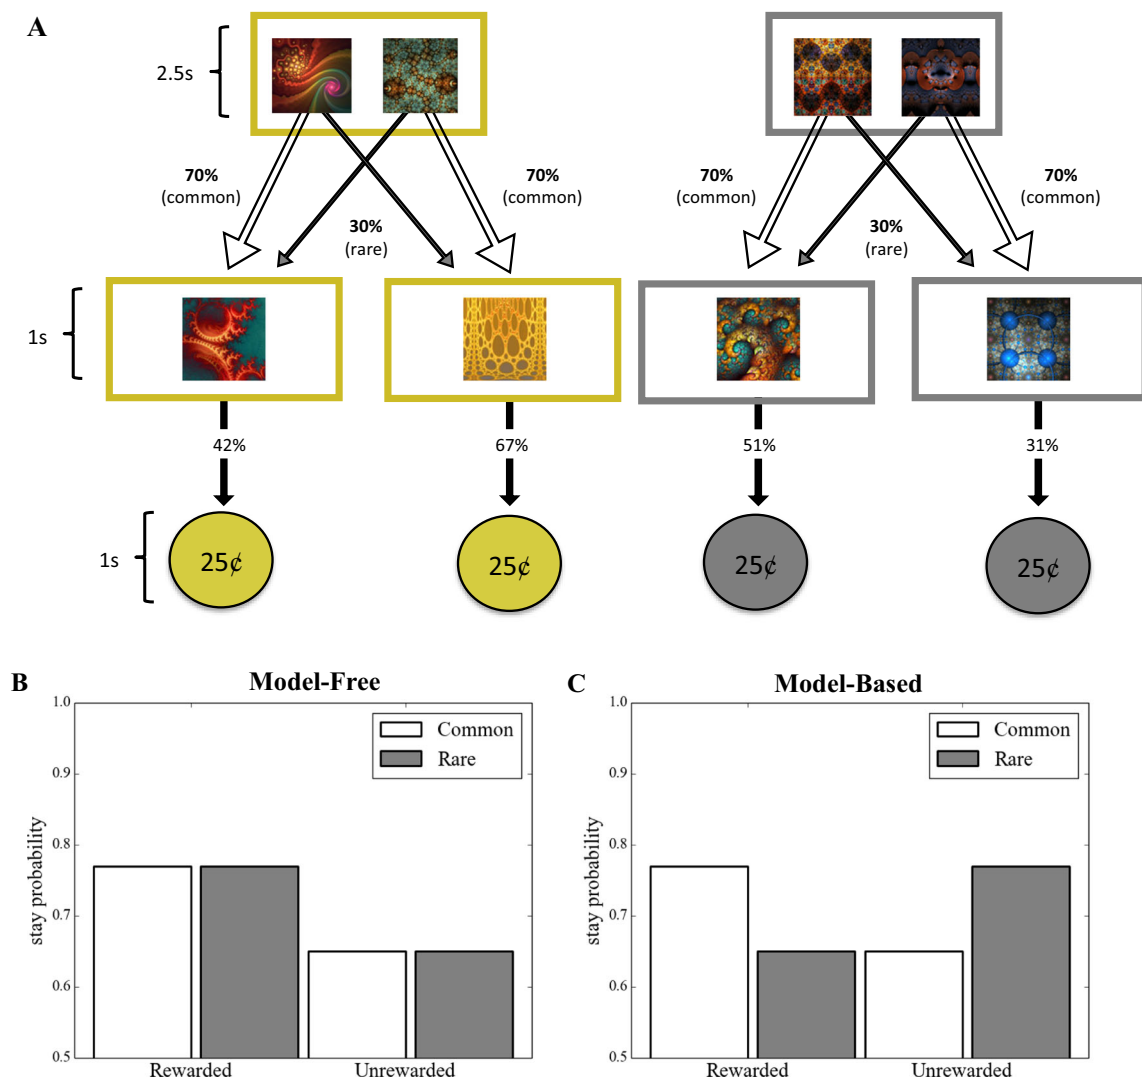 A
2.5s
70%
(common)
70%
(common)
30%
(rare)
70%
(common)
70%
(common)
30%
(rare)
1s
42%
67%
51%
31%
1s
25¢
25¢
25¢
25¢
B
Model-Free
stay probability
1.0
0.9
0.8
0.7
0.6
0.5
Common
Rare
Rewarded
Unrewarded
C
Model-Based
stay probability
1.0
0.9
0.8
0.7
0.6
0.5
Common
Rare
Rewarded
Unrewarded